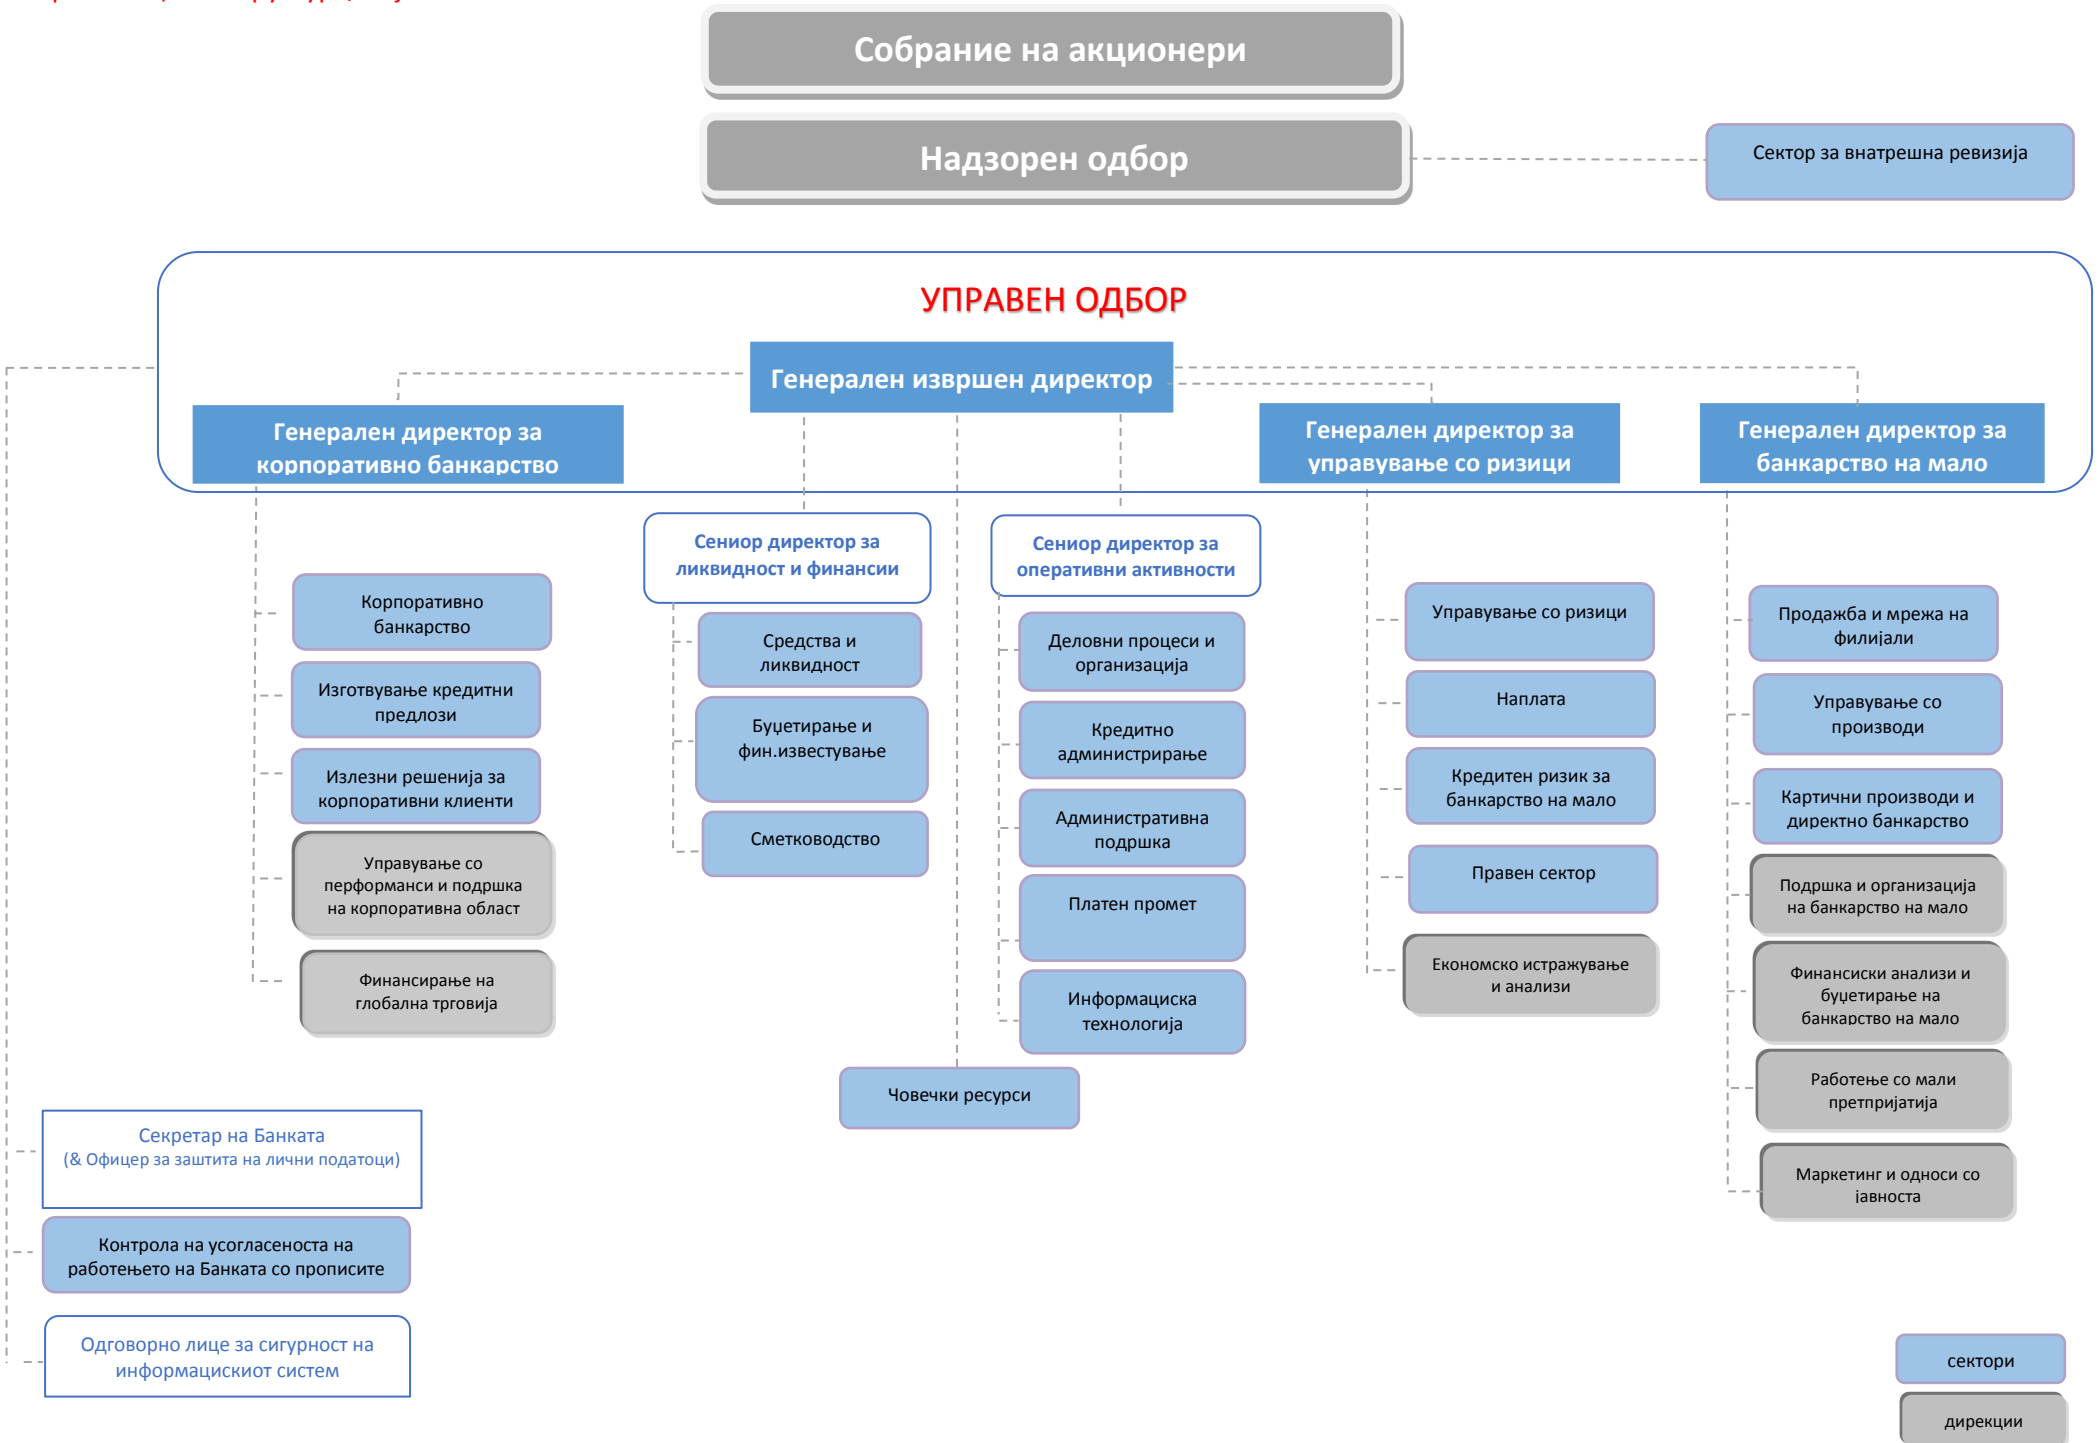 Собрание на акционери
Надзорен одбор
Сектор за внатрешна ревизија
УПРАВЕН ОДБОР
Генерален извршен директор
Генерален директор за
корпоративно банкарство
Генерален директор за
управување со ризици
Генерален директор за
банкарство на мало
Сениор директор за
ликвидност и финансии
Сениор директор за
оперативни активности
Корпоративно
банкарство
Изготвување кредитни
предлози
Излезни решенија за
корпоративни клиенти
Управување со
перформанси и подршка
на корпоративна област
Финансирање на
глобална трговија
Средства и
ликвидност
Буџетирање и
фин.известување
Сметководство
Деловни процеси и
организација
Кредитно
администрирање
Административна
подршка
Платен промет
Информациска
технологија
Човечки ресурси
Управување со ризици
Наплата
Кредитен ризик за
банкарство на мало
Правен сектор
Економско истражување
и анализи
Продажба и мрежа на
филијали
Управување со
производи
Картични производи и
директно банкарство
Подршка и организација
на банкарство на мало
Финансиски анализи и
буџетирање на
банкарство на мало
Работење со мали
претпријатија
Маркетинг и односи со
јавноста
Секретар на Банката
(& Офицер за заштита на лични податоци)
Контрола на усогласеноста на
работењето на Банката со прописите
Одговорно лице за сигурност на
информацискиот систем
сектори
дирекции